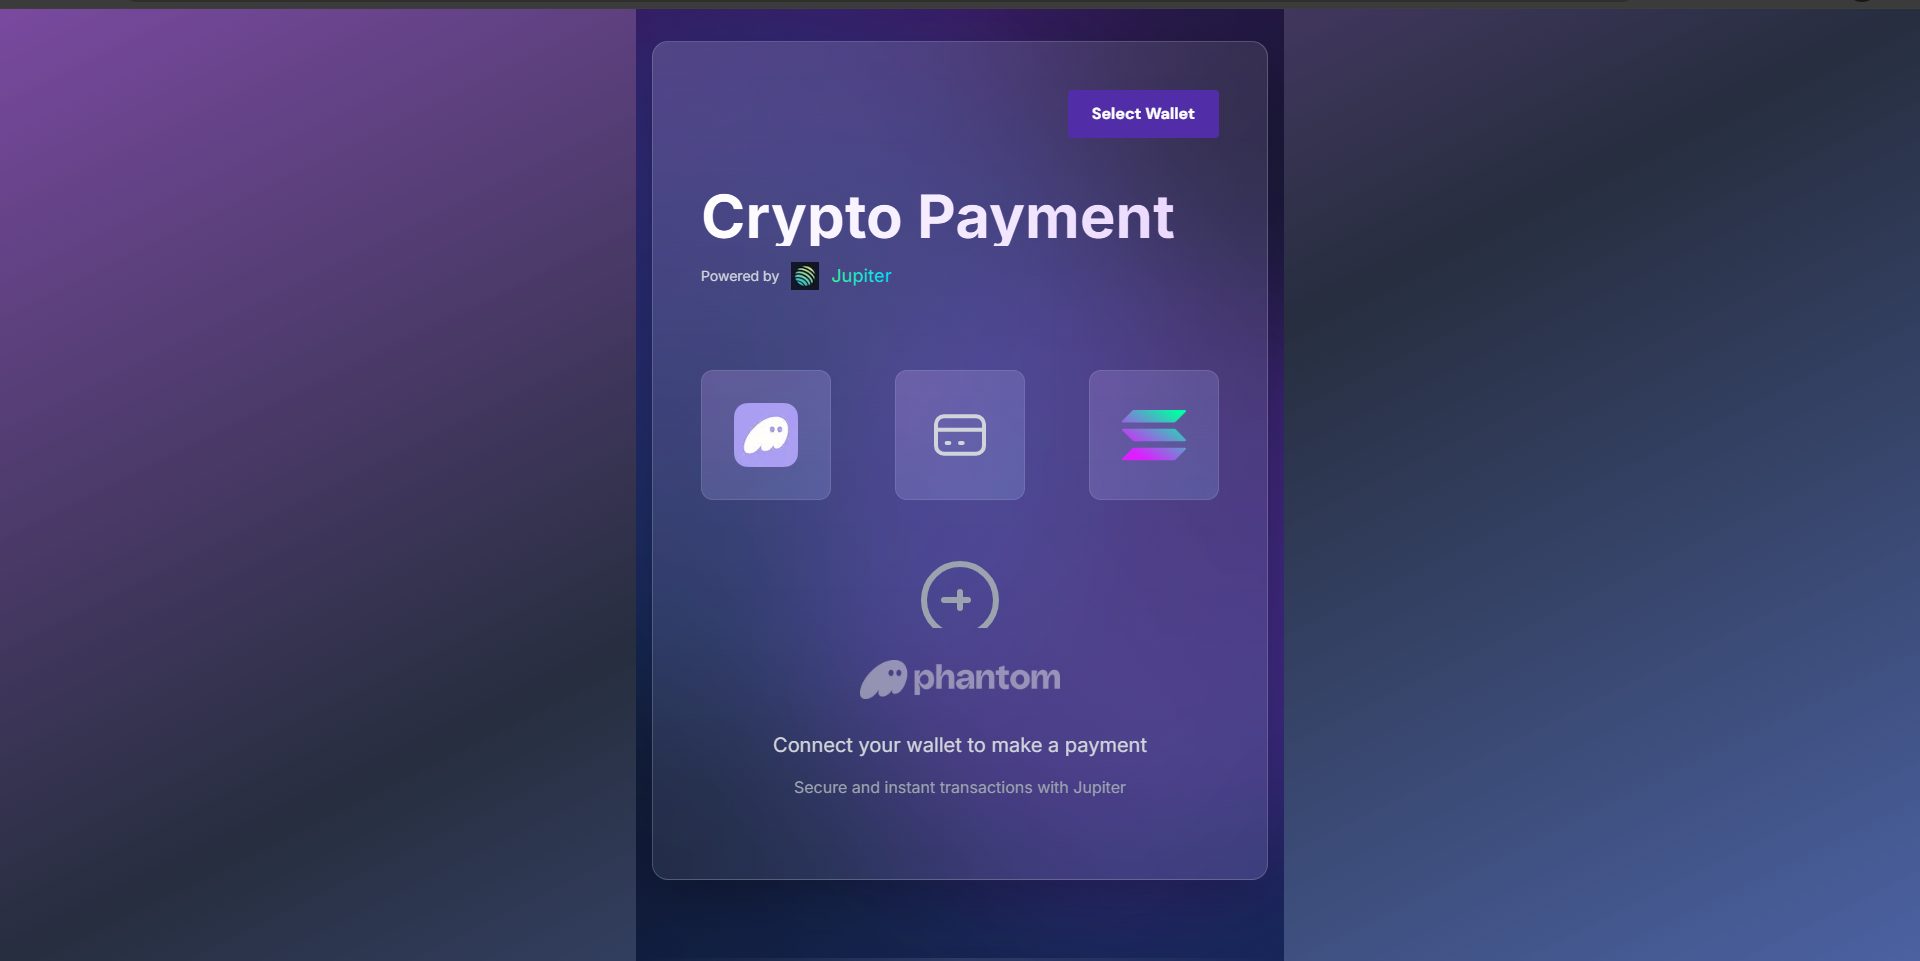 Select Wallet
Crypto Payment
Powered by Jupiter
phantom
Connect your wallet to make a payment
Secure and instant transactions with Jupiter